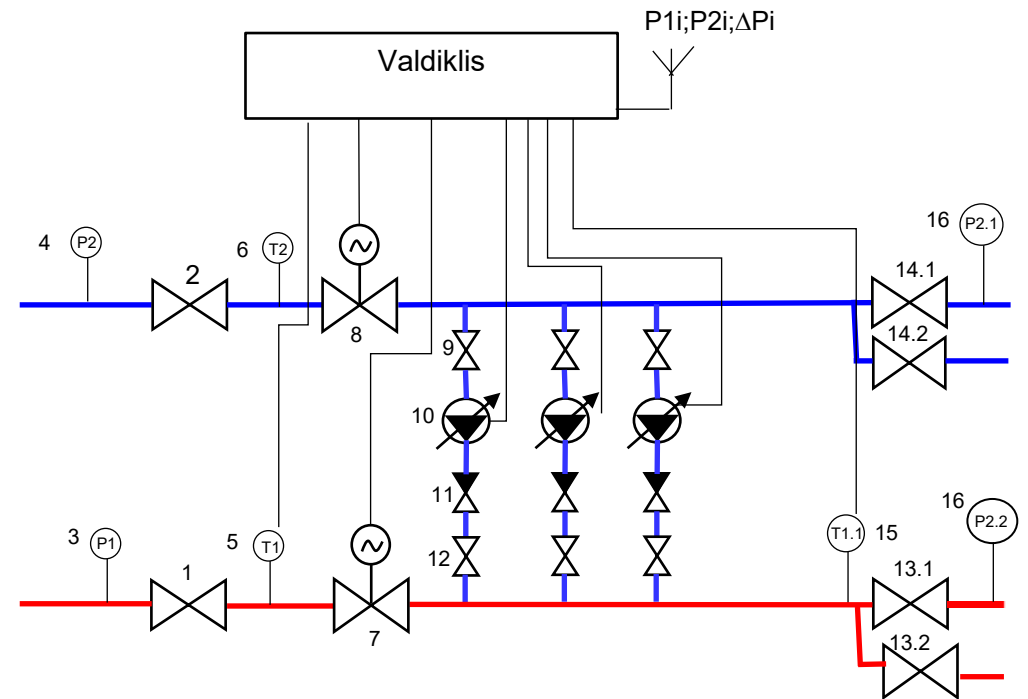 P1i;P2i;∆Pi
Valdiklis
16 P2.1
4 P2
6 T2
2
14.1
8
14.2
9
10
11
16 P2.2
3 P1
5 T1
T1.1 15
12
1
13.1
7
13.2